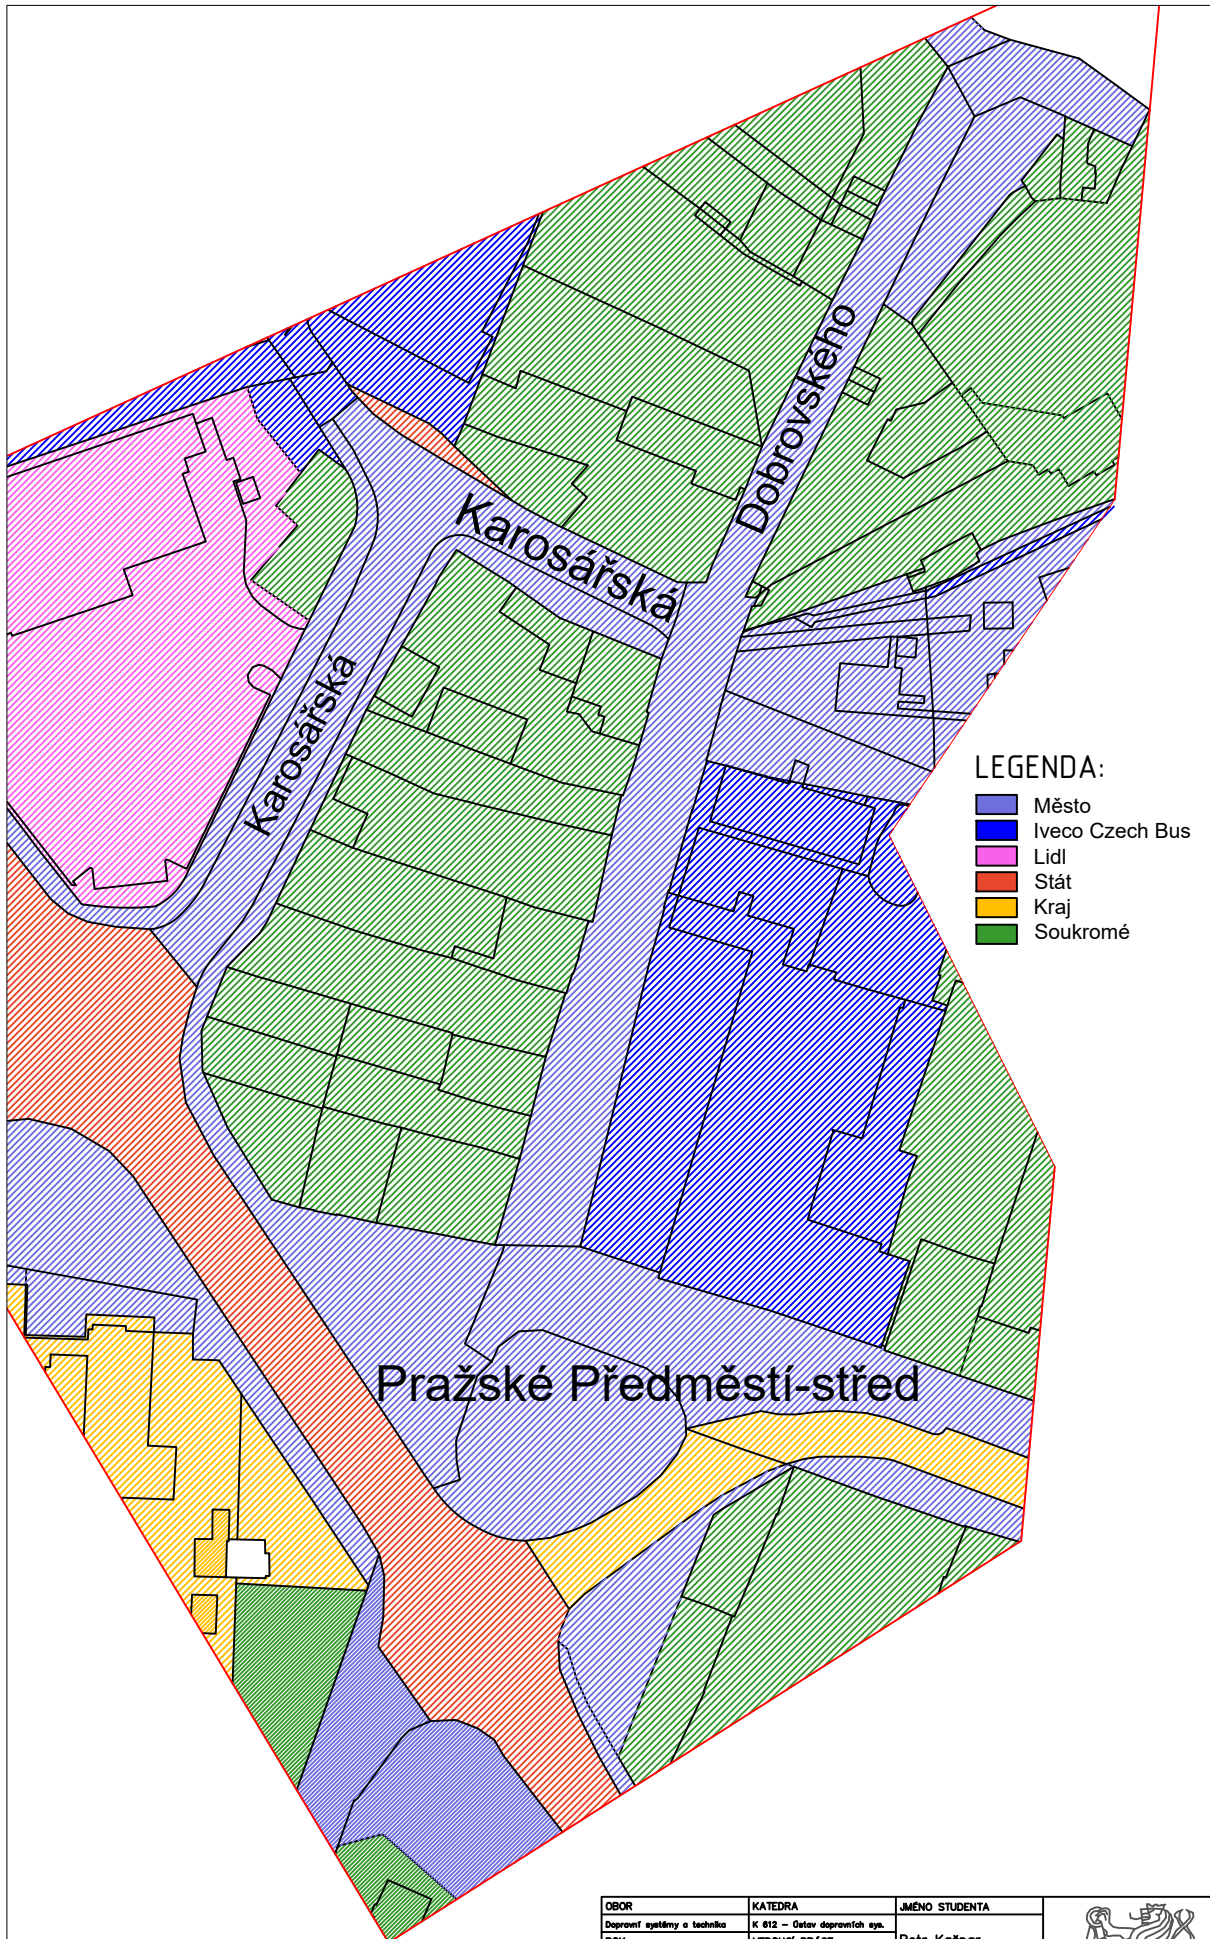 Dobrovského
Karosářská
Karosářská
LEGENDA:
Město
Iveco Czech Bus
Lidl
Stát
Kraj
Soukromé
Pražské Předměstí-střed
OBOR KATEDRA JMÉNO STUDENTA
Dopravní systémy a technika K 612 – Ústav dopravních sys.